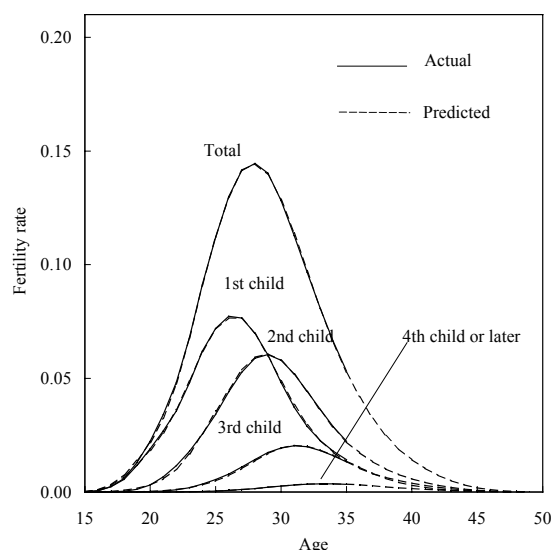 0.20
Actual
Predicted
0.15
Total
Fertility rate
0.10
1st child
2nd child
4th child or later
0.05
3rd child
0.00
15 20 25 30 35 40 45 50
Age